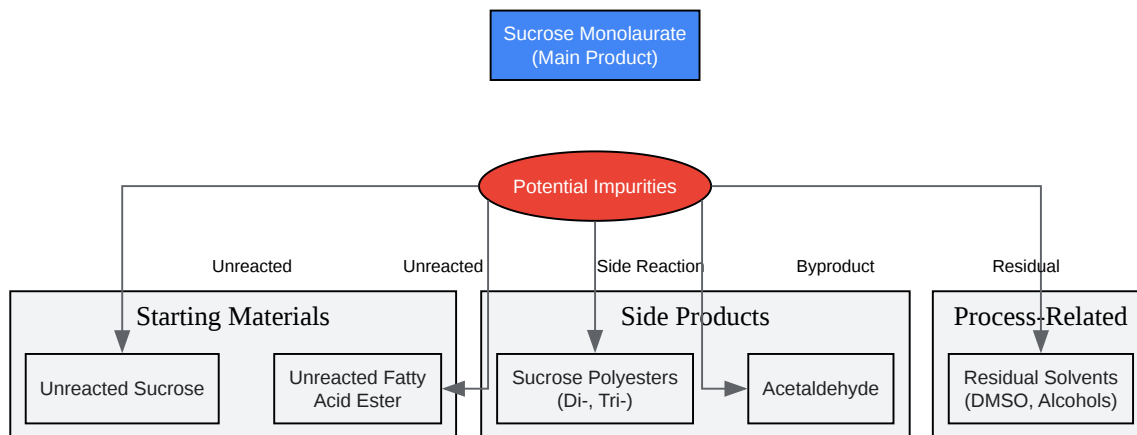 Sucrose Monolaurate
(Main Product)
Potential Impurities
Unreacted
Unreacted
Side Reaction
Byproduct
Residual
Starting Materials
Side Products
Process-Related
Unreacted Sucrose
Unreacted Fatty
Acid Ester
Sucrose Polyesters
(Di-, Tri-)
Acetaldehyde
Residual Solvents
(DMSO, Alcohols)